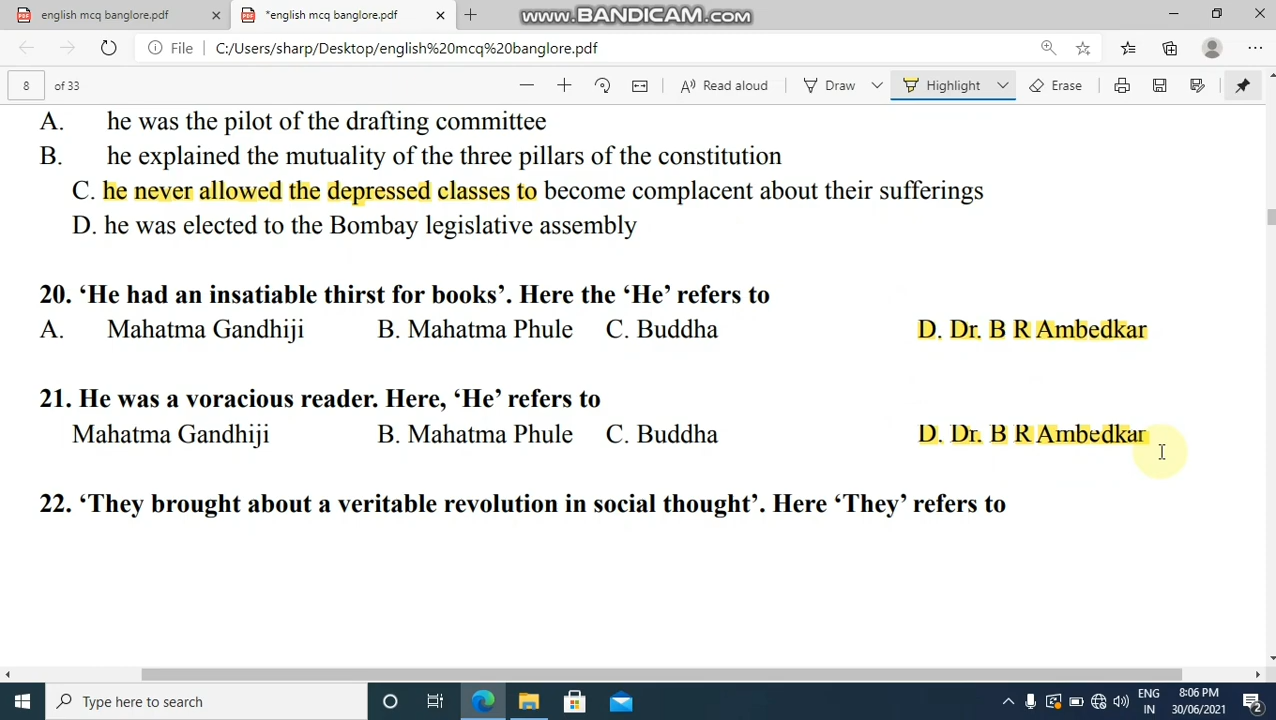 english mcq banglore.pdf
*english mcq banglore.pdf
www.BANDICAM.com
File C:/Users/sharp/Desktop/english%20mcq%20banglore.pdf
8 of 33 Read aloud Draw Highlight Erase
A. he was the pilot of the drafting committee
B. he explained the mutuality of the three pillars of the constitution
C. he never allowed the depressed classes to become complacent about their sufferings
D. he was elected to the Bombay legislative assembly
20. ‘He had an insatiable thirst for books’. Here the ‘He’ refers to
A. Mahatma Gandhiji B. Mahatma Phule C. Buddha D. Dr. B R Ambedkar
21. He was a voracious reader. Here, ‘He’ refers to
Mahatma Gandhiji B. Mahatma Phule C. Buddha D. Dr. B R Ambedkar
22. ‘They brought about a veritable revolution in social thought’. Here ‘They’ refers to
Type here to search
ENG 8:06 PM
IN 30/06/2021 2